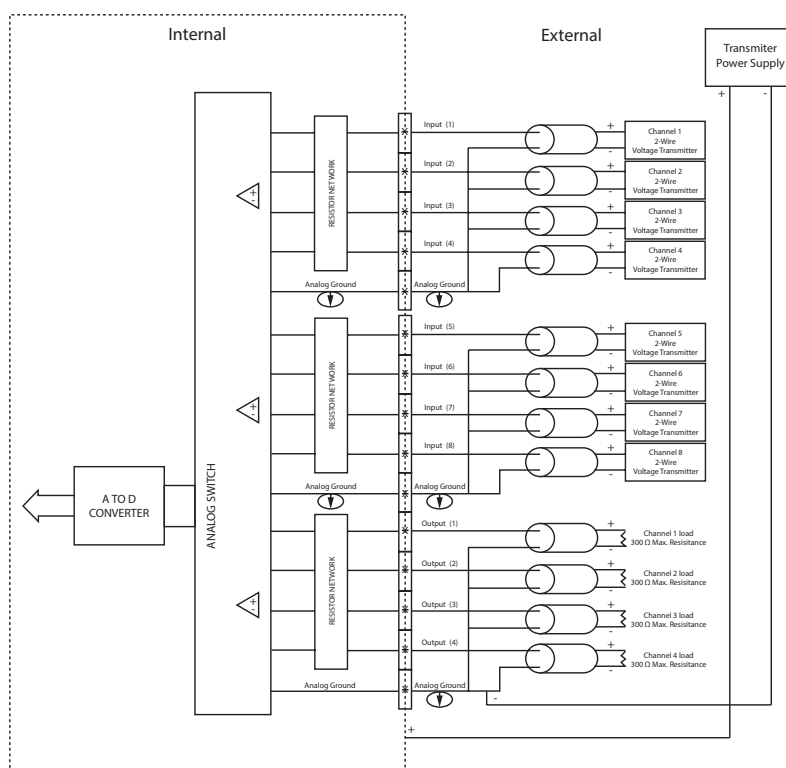 Internal
External
Transmiter
Power Supply
+
-
Input (1)
+
-
Channel 1
2-Wire
Voltage Transmitter
Input (2)
+
-
Channel 2
2-Wire
Voltage Transmitter
RESISTOR NETWORK
+
-
Input (3)
+
-
Channel 3
2-Wire
Voltage Transmitter
Input (4)
+
-
Channel 4
2-Wire
Voltage Transmitter
Analog Ground
Analog Ground
Input (5)
+
-
Channel 5
2-Wire
Voltage Transmitter
Input (6)
+
-
Channel 6
2-Wire
Voltage Transmitter
RESISTOR NETWORK
+
-
Input (7)
+
-
Channel 7
2-Wire
Voltage Transmitter
Input (8)
+
-
Channel 8
2-Wire
Voltage Transmitter
Analog Ground
Analog Ground
A TO D
CONVERTER
ANALOG SWITCH
Output (1)
+
-
Channel 1 load
300 Ω Max. Resisitance
Output (2)
+
-
Channel 2 load
300 Ω Max. Resisitance
RESISTOR NETWORK
+
-
Output (3)
+
-
Channel 3 load
300 Ω Max. Resisitance
Output (4)
+
-
Channel 4 load
300 Ω Max. Resisitance
Analog Ground
Analog Ground
-
+